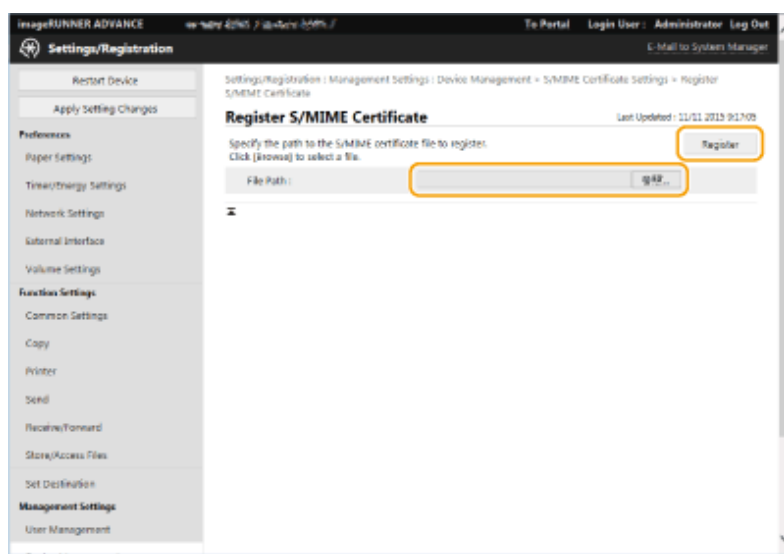 imageRUNNER ADVANCE
To Portal Login User : Administrator Log Out
Settings/Registration
E-Mail to System Manager
Restart Device
Apply Setting Changes
Preferences
Paper Settings
Timer/Energy Settings
Network Settings
External Interface
Volume Settings
Function Settings
Common Settings
Copy
Printer
Send
Receive/Forward
Store/Access Files
Set Destination
Management Settings
User Management
Settings/Registration : Management Settings : Device Management > S/MIME Certificate Settings > Register
S/MIME Certificate
Register S/MIME Certificate
Last Updated : 11/11 2015 9:17:05
Specify the path to the S/MIME certificate file to register.
Click [Browse] to select a file.
Register
File Path :